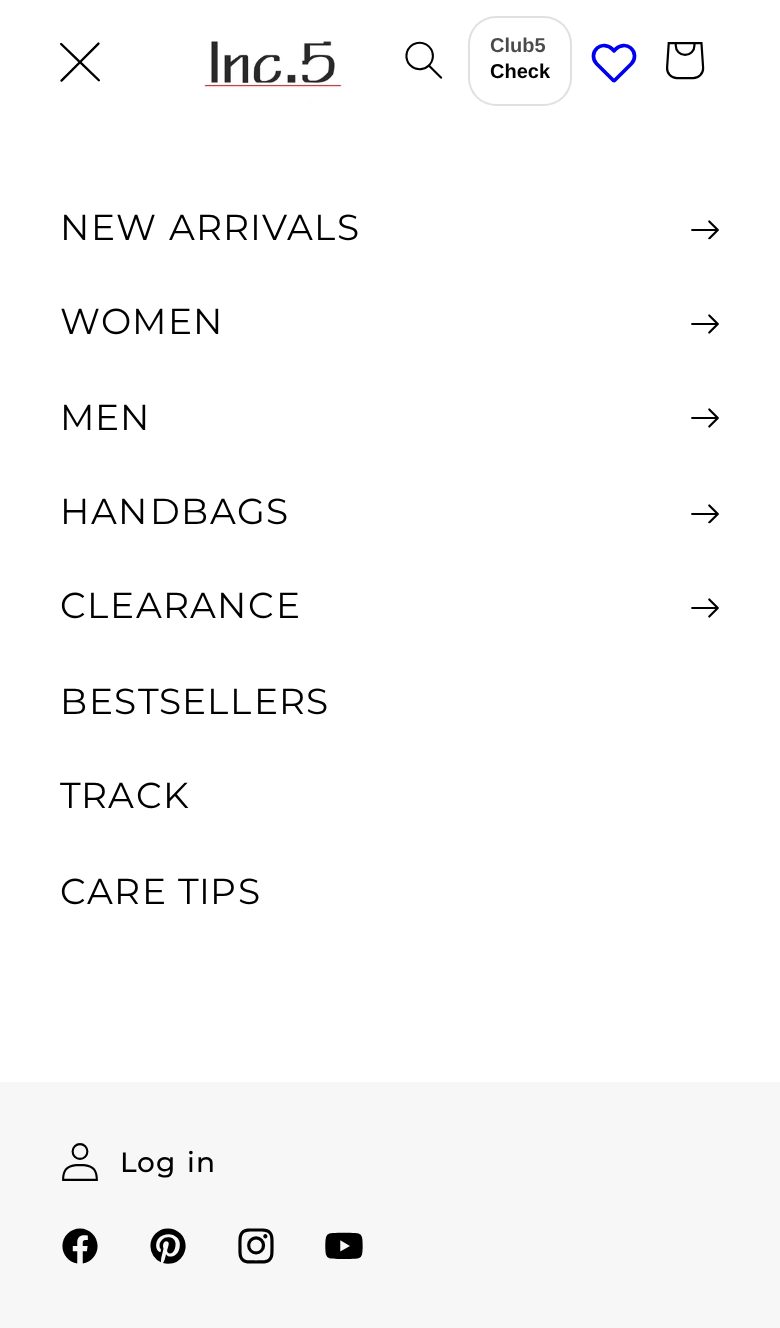 Inc.5
Club5
Check
NEW ARRIVALS
WOMEN
MEN
HANDBAGS
CLEARANCE
BESTSELLERS
TRACK
CARE TIPS
Log in